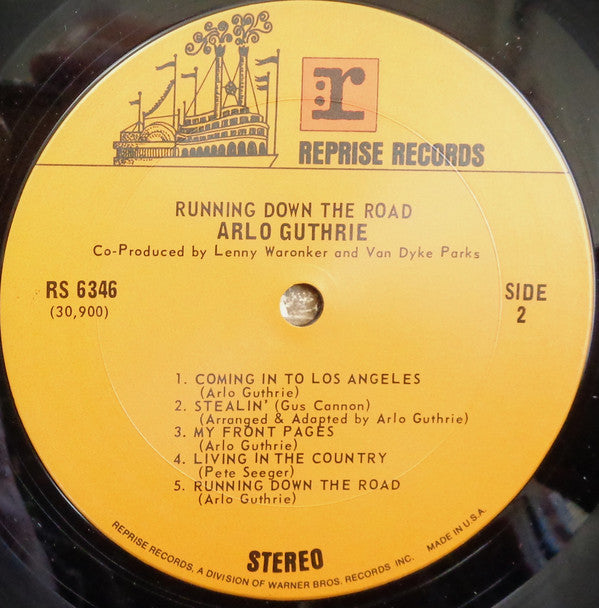 :r
REPRISE RECORDS
RUNNING DOWN THE ROAD
ARLO GUTHRIE
Co-Produced by Lenny Waronker and Van Dyke Parks
RS 6346
(30,900)
SIDE
2
1. COMING IN TO LOS ANGELES
(Arlo Guthrie)
2. STEALIN' (Gus Cannon)
(Arranged & Adapted by Arlo Guthrie)
3. MY FRONT PAGES
(Arlo Guthrie)
4. LIVING IN THE COUNTRY
(Pete Seeger)
5. RUNNING DOWN THE ROAD
(Arlo Guthrie)
STEREO
REPRISE RECORDS, A DIVISION OF WARNER BROS. RECORDS INC. MADE IN U.S.A.